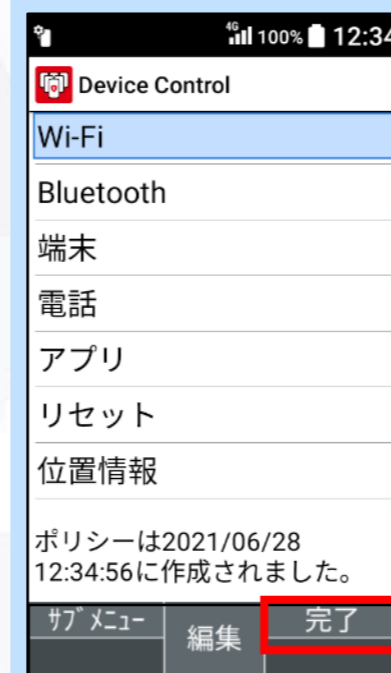 4G 100% 12:34
Device Control
Wi-Fi
Bluetooth
端末
電話
アプリ
リセット
位置情報
ポリシーは2021/06/28
12:34:56に作成されました。
ｻﾌﾞﾒﾆｭｰ 編集 完了